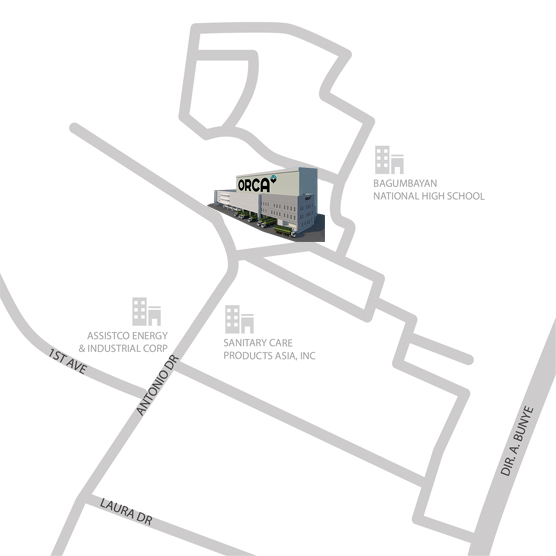 ORCA
BAGUMBAYAN
NATIONAL HIGH SCHOOL
ASSISTCO ENERGY
& INDUSTRIAL CORP
SANITARY CARE
PRODUCTS ASIA, INC
1ST AVE
ANTONIO DR
DIR. A. BUNYE
LAURA DR